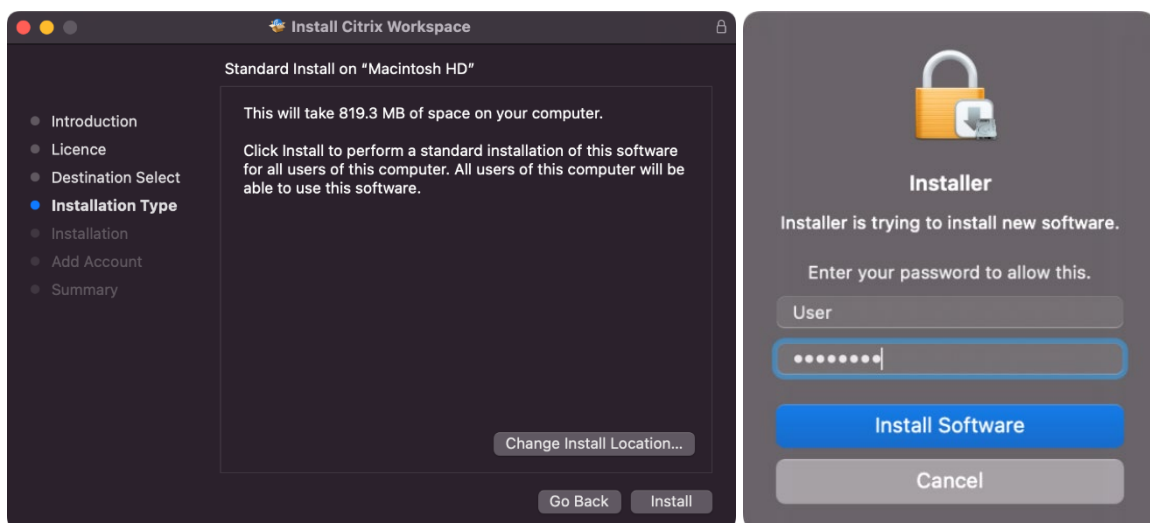 Install Citrix Workspace
Standard Install on “Macintosh HD”
Introduction
Licence
Destination Select
Installation Type
Installation
Add Account
Summary
This will take 819.3 MB of space on your computer.
Click Install to perform a standard installation of this software
for all users of this computer. All users of this computer will be
able to use this software.
Change Install Location...
Go Back
Install
Installer
Installer is trying to install new software.
Enter your password to allow this.
User
••••••••
Install Software
Cancel